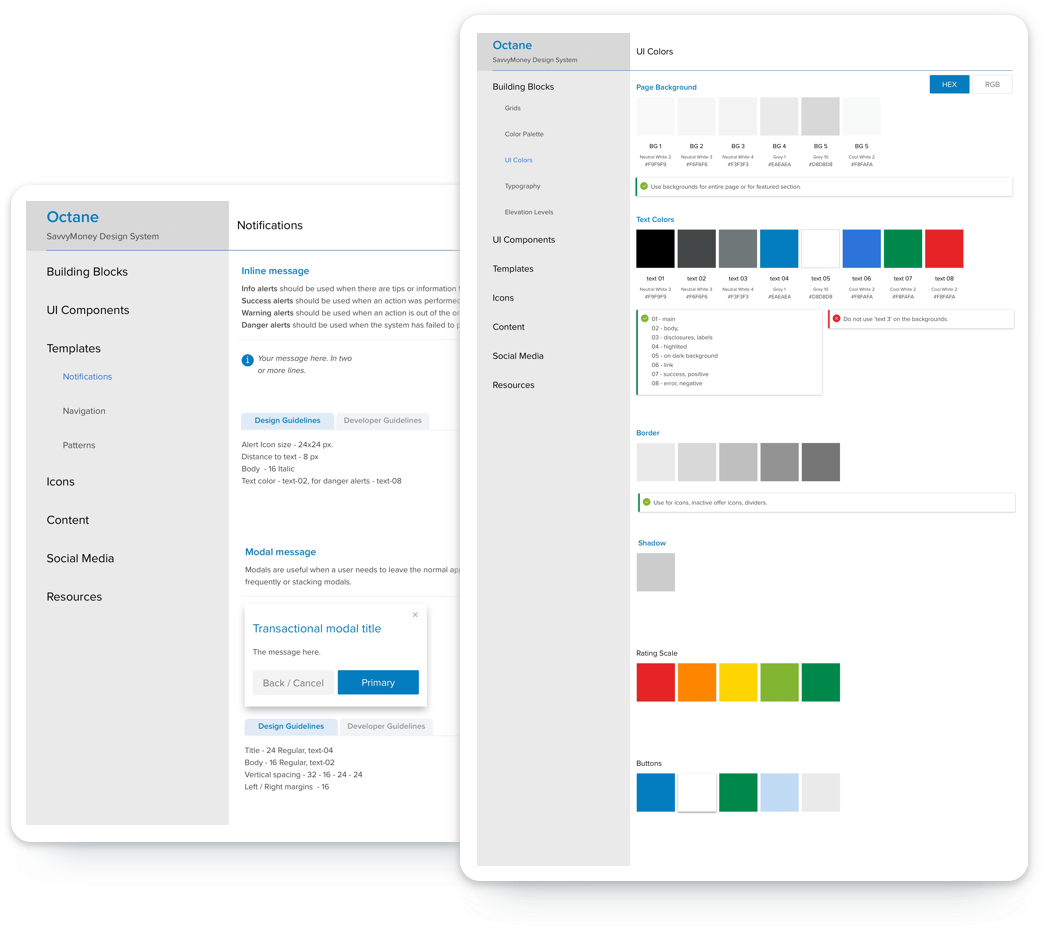 Octane
SavvyMoney Design System
Building Blocks
UI Components
Templates
Notifications
Navigation
Patterns
Icons
Content
Social Media
Resources
Notifications
Inline message
Info alerts should be used when there are tips or information
Success alerts should be used when an action was performed
Warning alerts should be used when an action is out of the or
Danger alerts should be used when the system has failed to p
i
Your message here. In two
or more lines.
Design Guidelines
Developer Guidelines
Alert Icon size - 24x24 px.
Distance to text - 8 px
Body - 16 Italic
Text color - text-02, for danger alerts - text-08
Modal message
Modals are useful when a user needs to leave the normal ap
frequently or stacking modals.
Transactional modal title
The message here.
Back / Cancel
Primary
Design Guidelines
Developer Guidelines
Title - 24 Regular, text-04
Body - 16 Regular, text-02
Vertical spacing - 32 - 16 - 24 - 24
Left / Right margins - 16
Octane
SavvyMoney Design System
Building Blocks
Grids
Color Palette
UI Colors
Typography
Elevation Levels
UI Components
Templates
Icons
Content
Social Media
Resources
UI Colors
HEX
RGB
Page Background
BG 1 BG 2 BG 3 BG 4 BG 5 BG 5
Neutral White 2 Neutral White 3 Neutral White 4 Grey 1 Grey 10 Cool White 2
#F9F9F9 #F6F6F6 #F3F3F3 #EAEAEA #D8D8D8 #F8FAFA
Use backgrounds for entire page or for featured section.
Text Colors
text 01 text 02 text 03 text 04 text 05 text 06 text 07 text 08
Neutral White 2 Neutral White 3 Neutral White 4 Grey 1 Grey 10 Cool White 2 Cool White 2 Cool White 2
#F9F9F9 #F6F6F6 #F3F3F3 #EAEAEA #D8D8D8 #F8FAFA #F8FAFA #F8FAFA
01 - main
02 - body,
03 - disclosures, labels
04 - highlited
05 - on dark background
06 - link
07 - success, positive
08 - error, negative
Do not use 'text 3' on the backgrounds.
Border
Use for icons, inactive offer icons, dividers.
Shadow
Rating Scale
Buttons